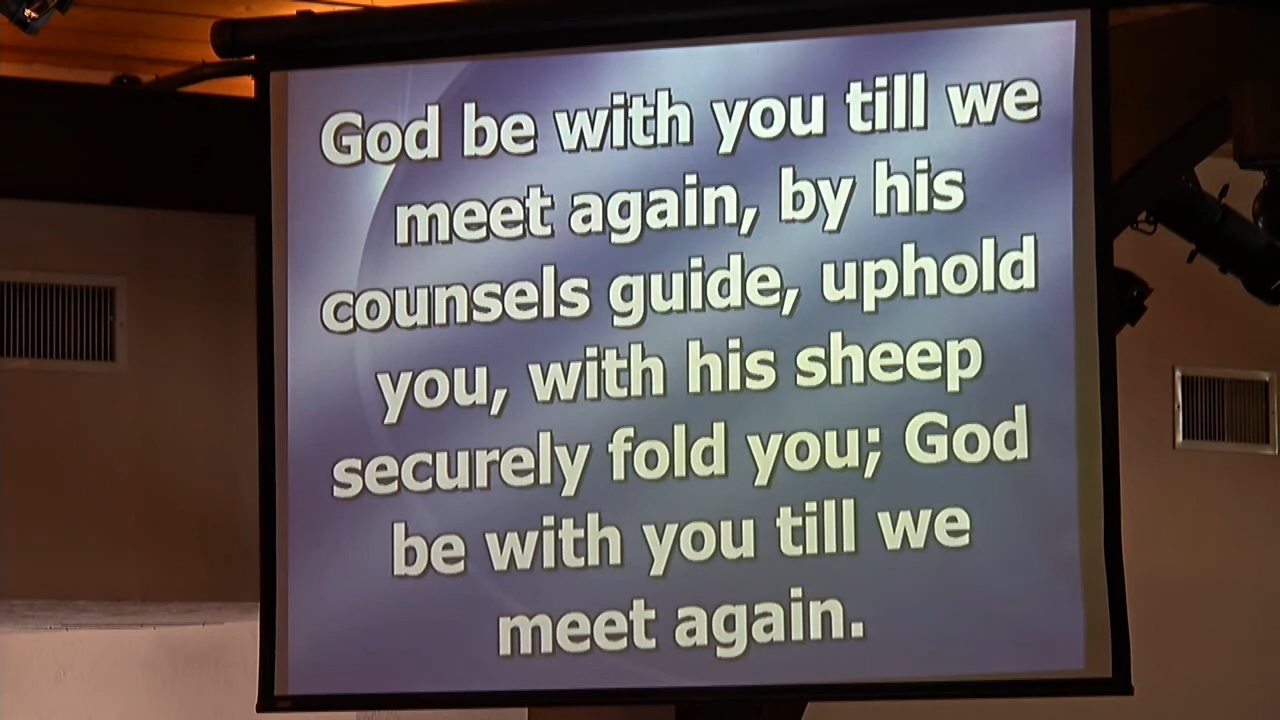 God be with you till we
meet again, by his
counsels guide, uphold
you, with his sheep
securely fold you; God
be with you till we
meet again.